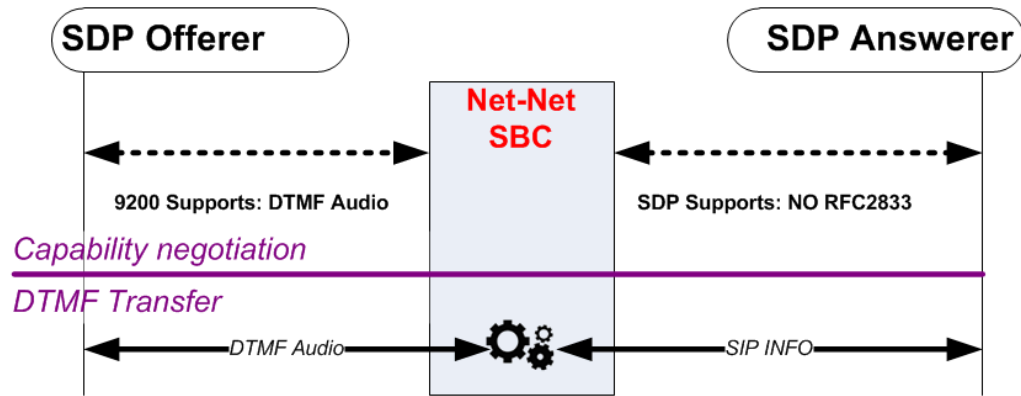 SDP Offerer
SDP Answerer
Net-Net
SBC
9200 Supports: DTMF Audio
SDP Supports: NO RFC2833
Capability negotiation
DTMF Transfer
DTMF Audio
SIP INFO